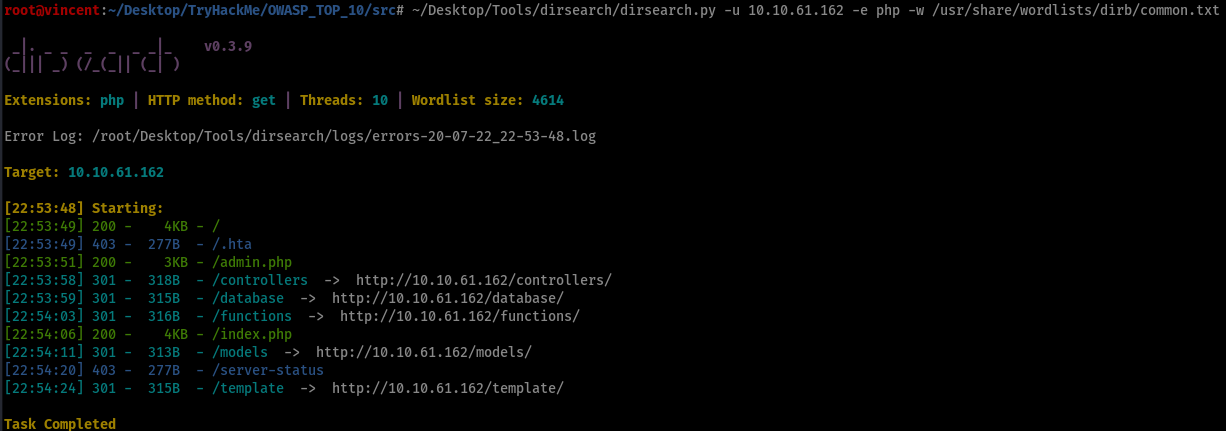 root@vincent:~/Desktop/TryHackMe/OWASP_TOP_10/src# ~/Desktop/Tools/dirsearch/dirsearch.py -u 10.10.61.162 -e php -w /usr/share/wordlists/dirb/common.txt
 _|. _ _  _  _  _ _|_    v0.3.9
(_||| _) (/_(_|| (_| )
Extensions: php | HTTP method: get | Threads: 10 | Wordlist size: 4614
Error Log: /root/Desktop/Tools/dirsearch/logs/errors-20-07-22_22-53-48.log
Target: 10.10.61.162
[22:53:48] Starting:
[22:53:49] 200 -    4KB - /
[22:53:49] 403 -  277B  - /.hta
[22:53:51] 200 -    3KB - /admin.php
[22:53:58] 301 -  318B  - /controllers  ->  http://10.10.61.162/controllers/
[22:53:59] 301 -  315B  - /database  ->  http://10.10.61.162/database/
[22:54:03] 301 -  316B  - /functions  ->  http://10.10.61.162/functions/
[22:54:06] 200 -    4KB - /index.php
[22:54:11] 301 -  313B  - /models  ->  http://10.10.61.162/models/
[22:54:20] 403 -  277B  - /server-status
[22:54:24] 301 -  315B  - /template  ->  http://10.10.61.162/template/
Task Completed